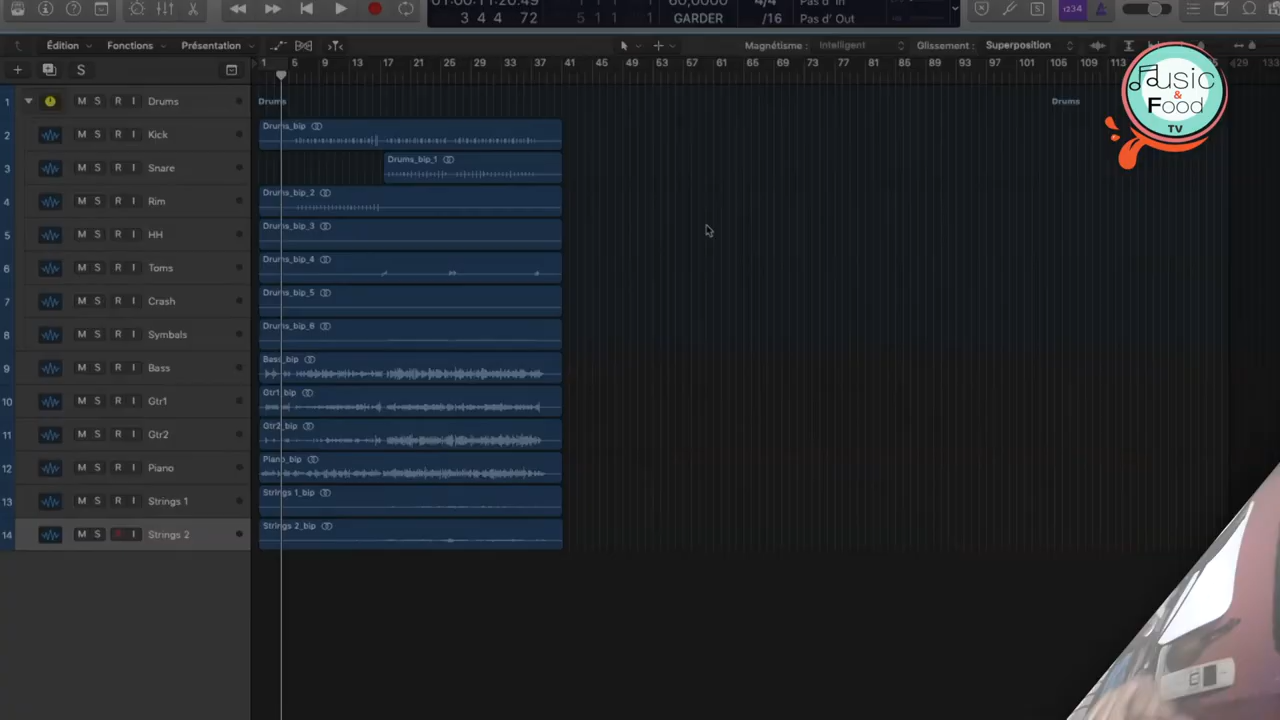 01:00:11:20.49 60,0000 4/4 Pas d' In
3 4 4 72 5 1 1 1 GARDER /16 Pas d' Out
1234
Édition Fonctions Présentation Magnétisme : Intelligent Glissement : Superposition
S
1 5 9 13 17 21 25 29 33 37 41 45 49 53 57 61 65 69 73 77 81 85 89 93 97 101 105 109 113 129 133
1 M S R I Drums Drums Drums
2 M S R I Kick Drums_bip
3 M S R I Snare Drums_bip_1
4 M S R I Rim Drums_bip_2
5 M S R I HH Drums_bip_3
6 M S R I Toms Drums_bip_4
7 M S R I Crash Drums_bip_5
8 M S R I Symbals Drums_bip_6
9 M S R I Bass Bass_bip
10 M S R I Gtr1 Gtr1_bip
11 M S R I Gtr2 Gtr2_bip
12 M S R I Piano Piano_bip
13 M S R I Strings 1 Strings 1_bip
14 M S R I Strings 2 Strings 2_bip
Music
&
Food
TV